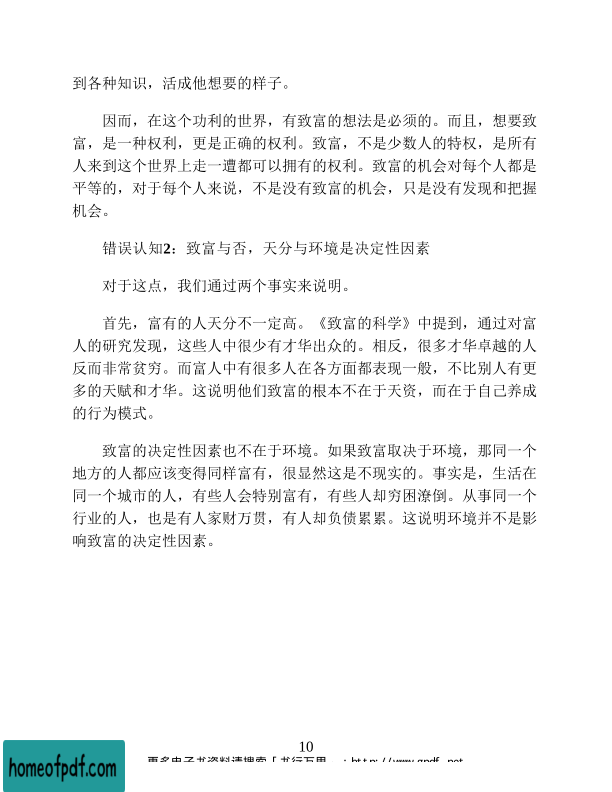 到各种知识，活成他想要的样子。
因而，在这个功利的世界，有致富的想法是必须的。而且，想要致
富，是一种权利，更是正确的权利。致富，不是少数人的特权，是所有
人来到这个世界上走一遭都可以拥有的权利。致富的机会对每个人都是
平等的，对于每个人来说，不是没有致富的机会，只是没有发现和把握
机会。
错误认知2：致富与否，天分与环境是决定性因素
对于这点，我们通过两个事实来说明。
首先，富有的人天分不一定高。《致富的科学》中提到，通过对富
人的研究发现，这些人中很少有才华出众的。相反，很多才华卓越的人
反而非常贫穷。而富人中有很多人在各方面都表现一般，不比别人有更
多的天赋和才华。这说明他们致富的根本不在于天资，而在于自己养成
的行为模式。
致富的决定性因素也不在于环境。如果致富取决于环境，那同一个
地方的人都应该变得同样富有，很显然这是不现实的。事实是，生活在
同一个城市的人，有些人会特别富有，有些人却穷困潦倒。从事同一个
行业的人，也是有人家财万贯，有人却负债累累。这说明环境并不是影
响致富的决定性因素。
10
更多电子书资料请搜索「书行万里
homeofpdf.com